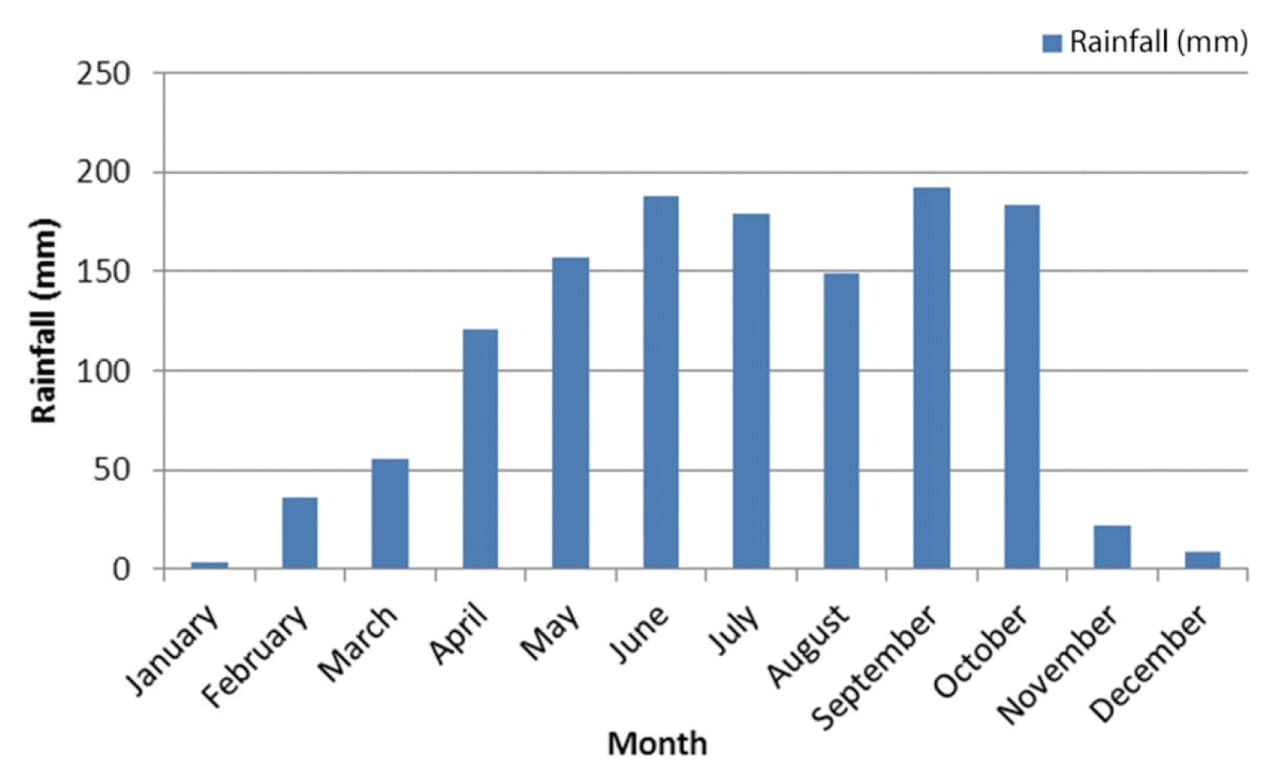 Rainfall (mm)
250
200
150
100
50
0
Rainfall (mm)
January
February
March
April
May
June
July
August
September
October
November
December
Month